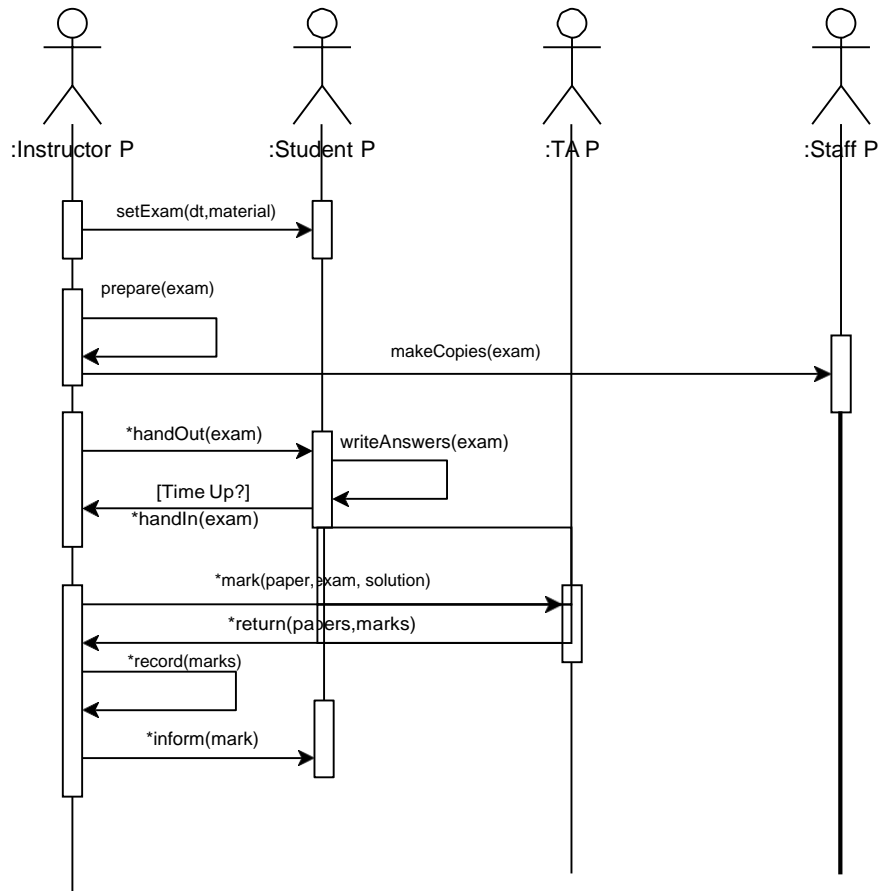 :Instructor P
:Student P
:TA P
:Staff P
setExam(dt,material)
prepare(exam)
makeCopies(exam)
*handOut(exam)
writeAnswers(exam)
[Time Up?]
*handIn(exam)
*mark(paper,exam, solution)
*return(papers,marks)
*record(marks)
*inform(mark)